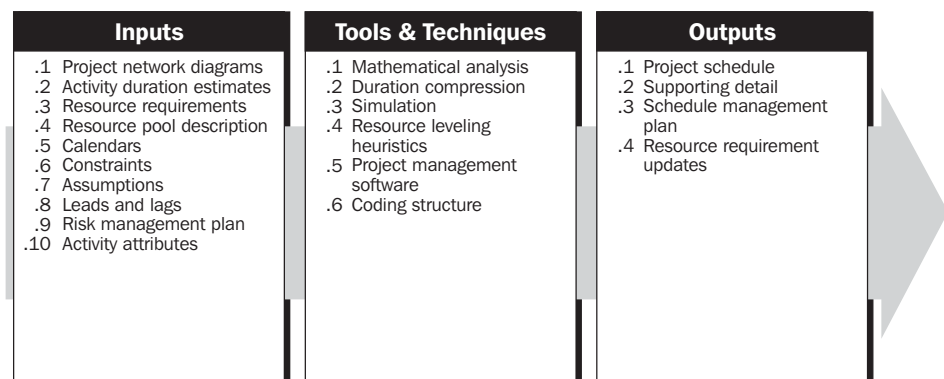 Inputs
.1 Project network diagrams
.2 Activity duration estimates
.3 Resource requirements
.4 Resource pool description
.5 Calendars
.6 Constraints
.7 Assumptions
.8 Leads and lags
.9 Risk management plan
.10 Activity attributes
Tools & Techniques
.1 Mathematical analysis
.2 Duration compression
.3 Simulation
.4 Resource leveling
heuristics
.5 Project management
software
.6 Coding structure
Outputs
.1 Project schedule
.2 Supporting detail
.3 Schedule management
plan
.4 Resource requirement
updates